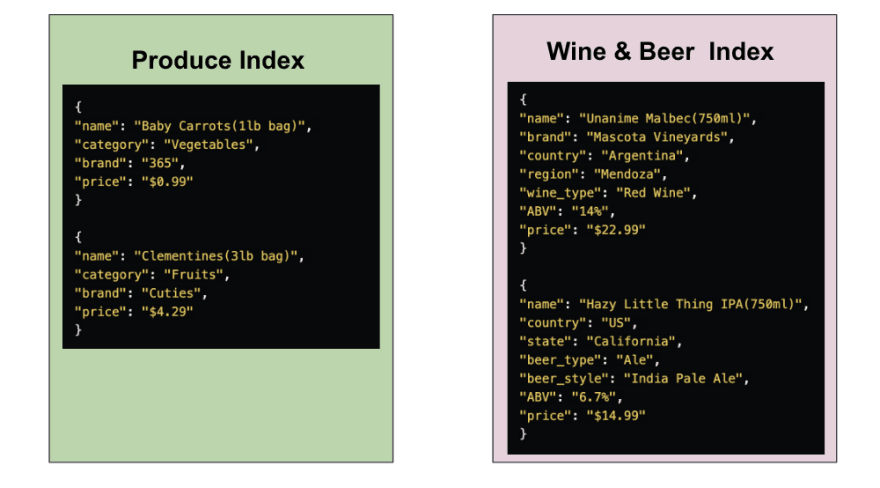 Produce Index
{
"name": "Baby Carrots(1lb bag)",
"category": "Vegetables",
"brand": "365",
"price": "$0.99"
}
{
"name": "Clementines(3lb bag)",
"category": "Fruits",
"brand": "Cuties",
"price": "$4.29"
}
Wine & Beer Index
{
"name": "Unanime Malbec(750ml)",
"brand": "Mascota Vineyards",
"country": "Argentina",
"region": "Mendoza",
"wine_type": "Red Wine",
"ABV": "14%",
"price": "$22.99"
}
{
"name": "Hazy Little Thing IPA(750ml)",
"country": "US",
"state": "California",
"beer_type": "Ale",
"beer_style": "India Pale Ale",
"ABV": "6.7%",
"price": "$14.99"
}